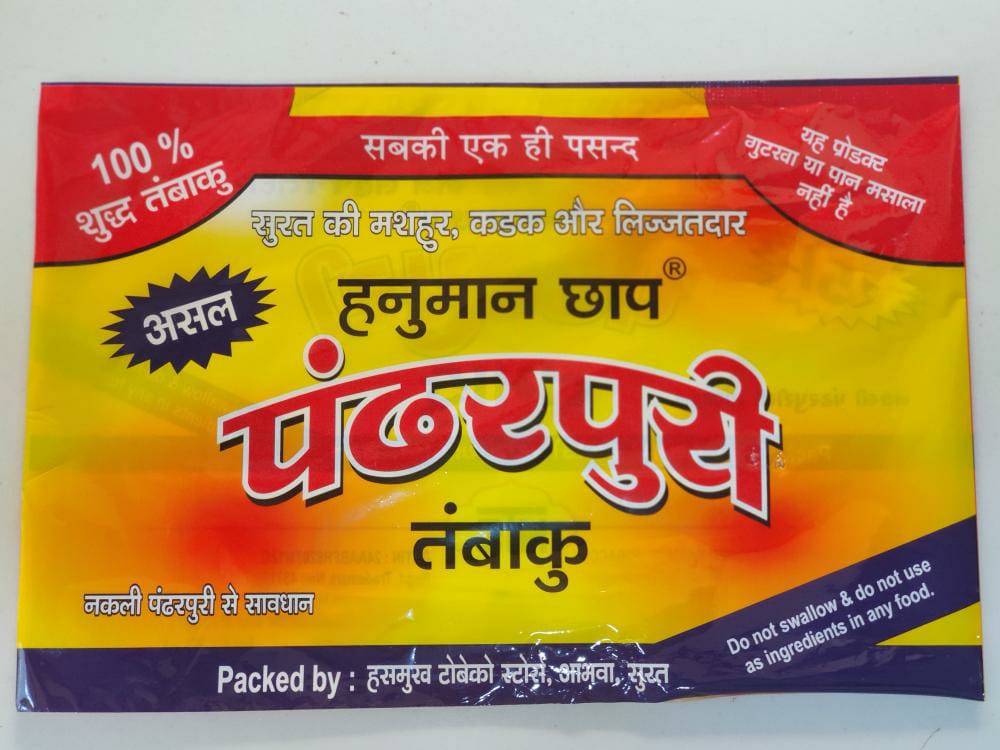 100 %
शुद्ध तंबाकु
सबकी एक ही पसन्द
यह प्रोडक्ट
गुटखा या पान मसाला
नहीं है
सुरत की मशहुर, कडक और लिज्जतदार
असल
हनुमान छाप®
पंढरपुरी
तंबाकु
नकली पंढरपुरी से सावधान
Do not swallow & do not use
as ingredients in any food.
Packed by : हसमुख टोबेको स्टोर्स, आभवा, सुरत